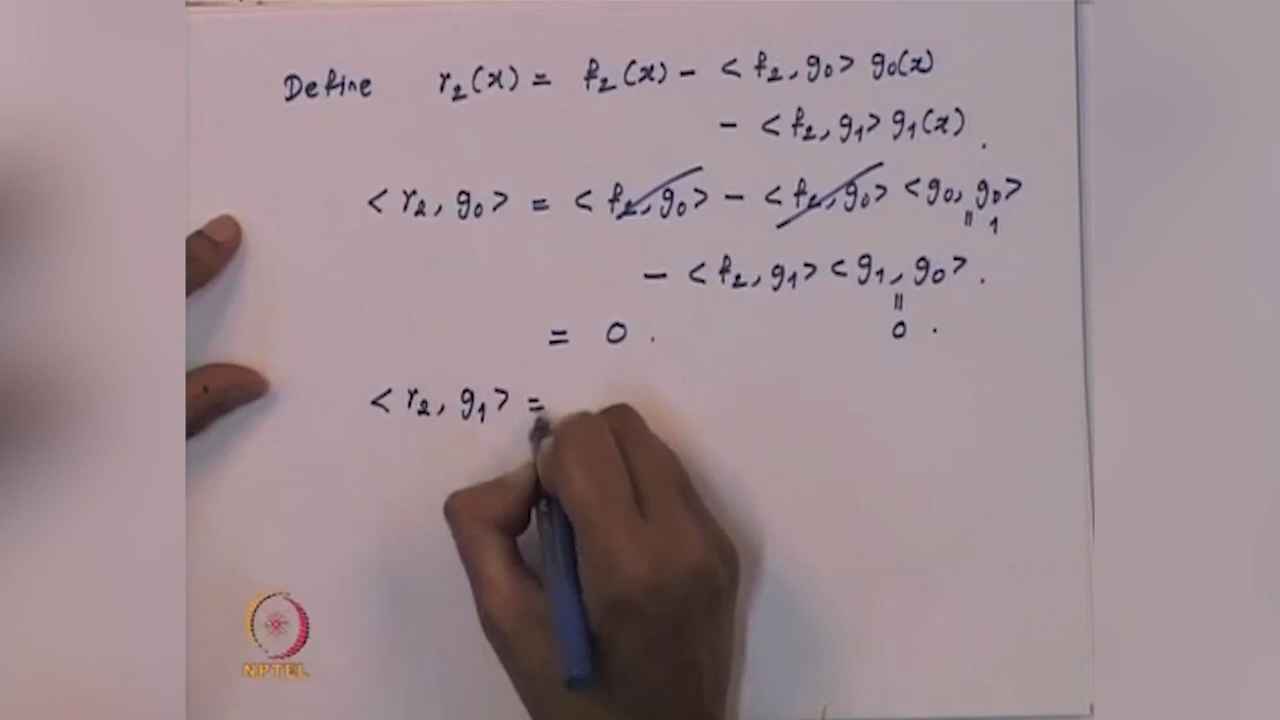 Define r₂(x) = f₂(x) - <f₂, g₀> g₀(x)
- <f₂, g₁> g₁(x).
<r₂, g₀> = <f₂, g₀> - <f₂, g₀> <g₀, g₀>
" 1
- <f₂, g₁> <g₁, g₀>.
"
= 0. 0.
<r₂, g₁> =
NPTEL